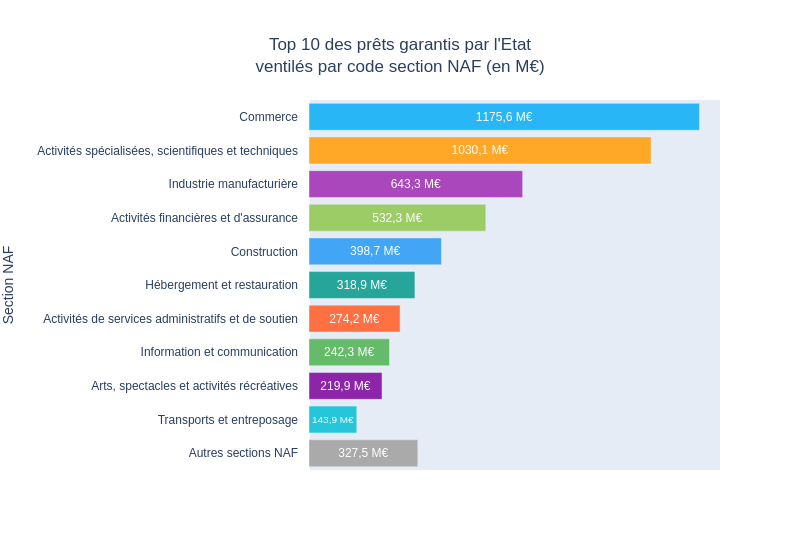 Top 10 des prêts garantis par l'Etat
ventilés par code section NAF (en M€)
Section NAF
Commerce 1175,6 M€
Activités spécialisées, scientifiques et techniques 1030,1 M€
Industrie manufacturière 643,3 M€
Activités financières et d'assurance 532,3 M€
Construction 398,7 M€
Hébergement et restauration 318,9 M€
Activités de services administratifs et de soutien 274,2 M€
Information et communication 242,3 M€
Arts, spectacles et activités récréatives 219,9 M€
Transports et entreposage 143,9 M€
Autres sections NAF 327,5 M€